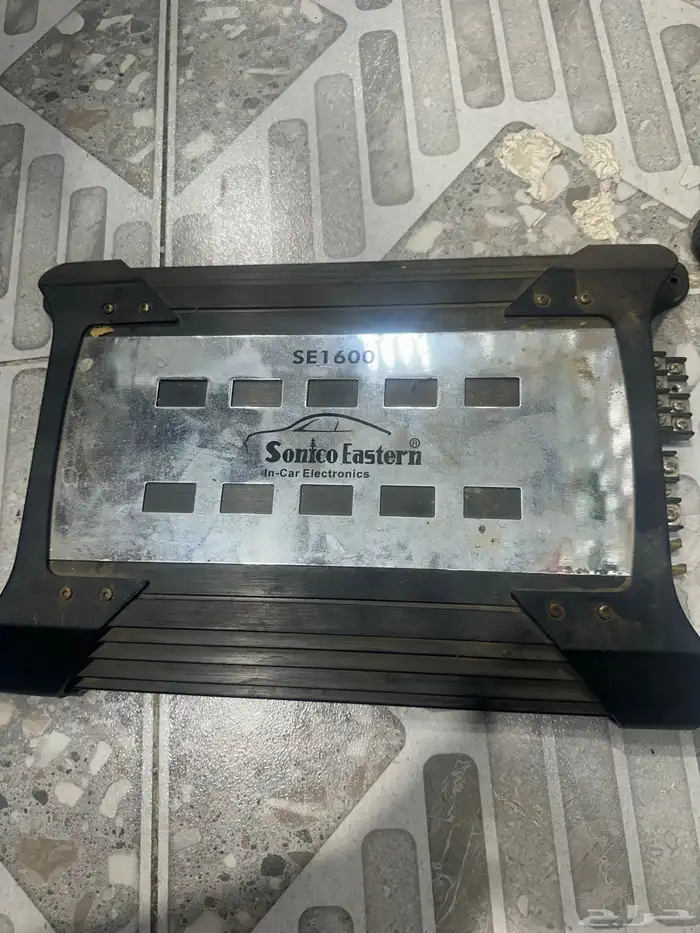 SE1600
Sonico Eastern®
In-Car Electronics
حراج